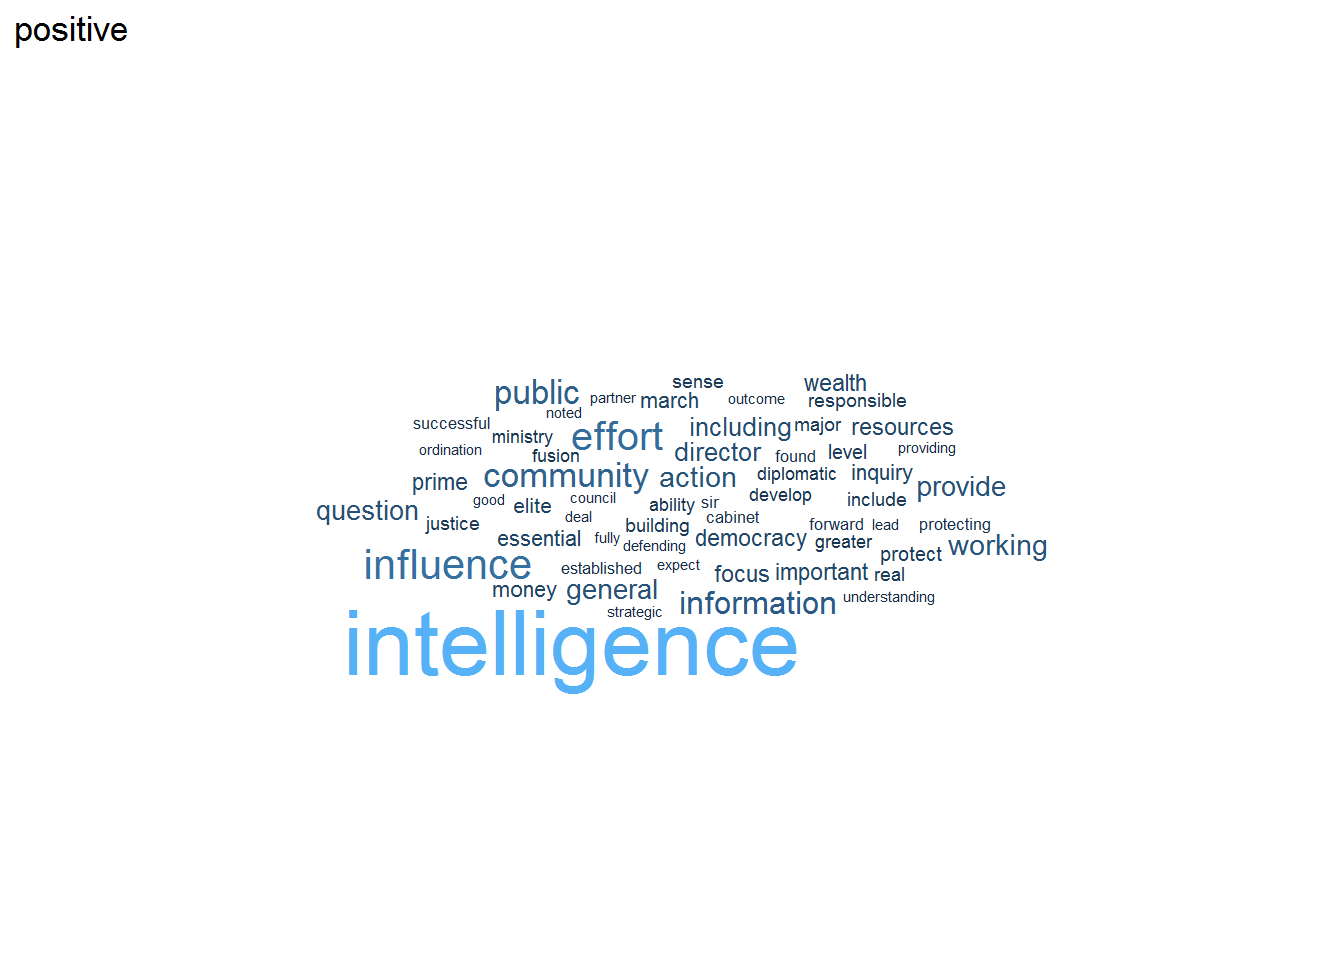 positive
sense wealth
public partner march outcome responsible
noted
successful effort including major resources
ministry
ordination fusion director found level providing
community action diplomatic inquiry
prime provide
good elite council ability sir develop include
question justice deal building cabinet forward lead protecting
essential fully defending democracy greater working
influence established expect focus important real protect
money general information understanding
strategic
intelligence